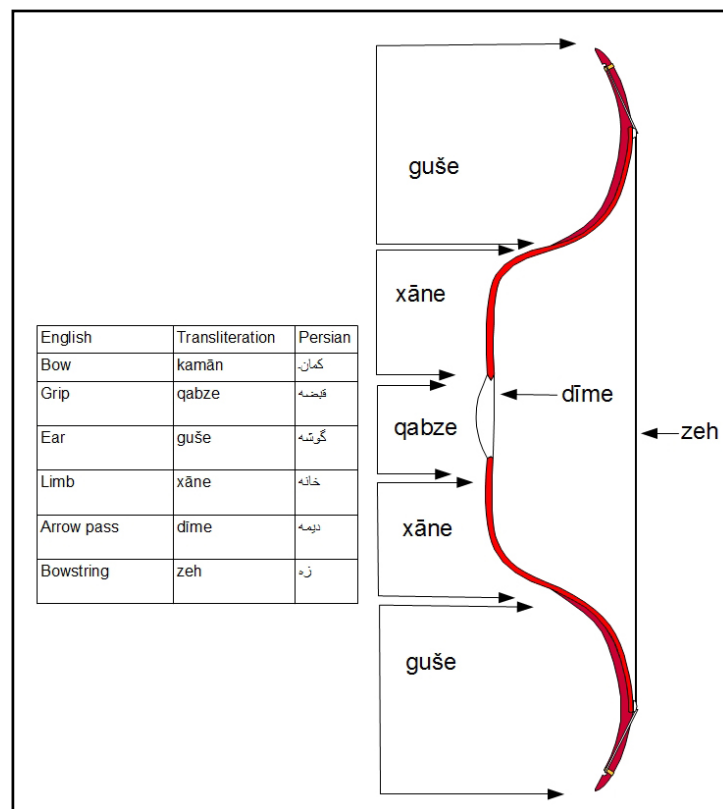 guše
xāne
qabze
dīme
zeh
xāne
guše
English Transliteration Persian
Bow kamān کمان
Grip qabze قبضه
Ear guše گوشه
Limb xāne خانه
Arrow pass dīme دیمه
Bowstring zeh زه